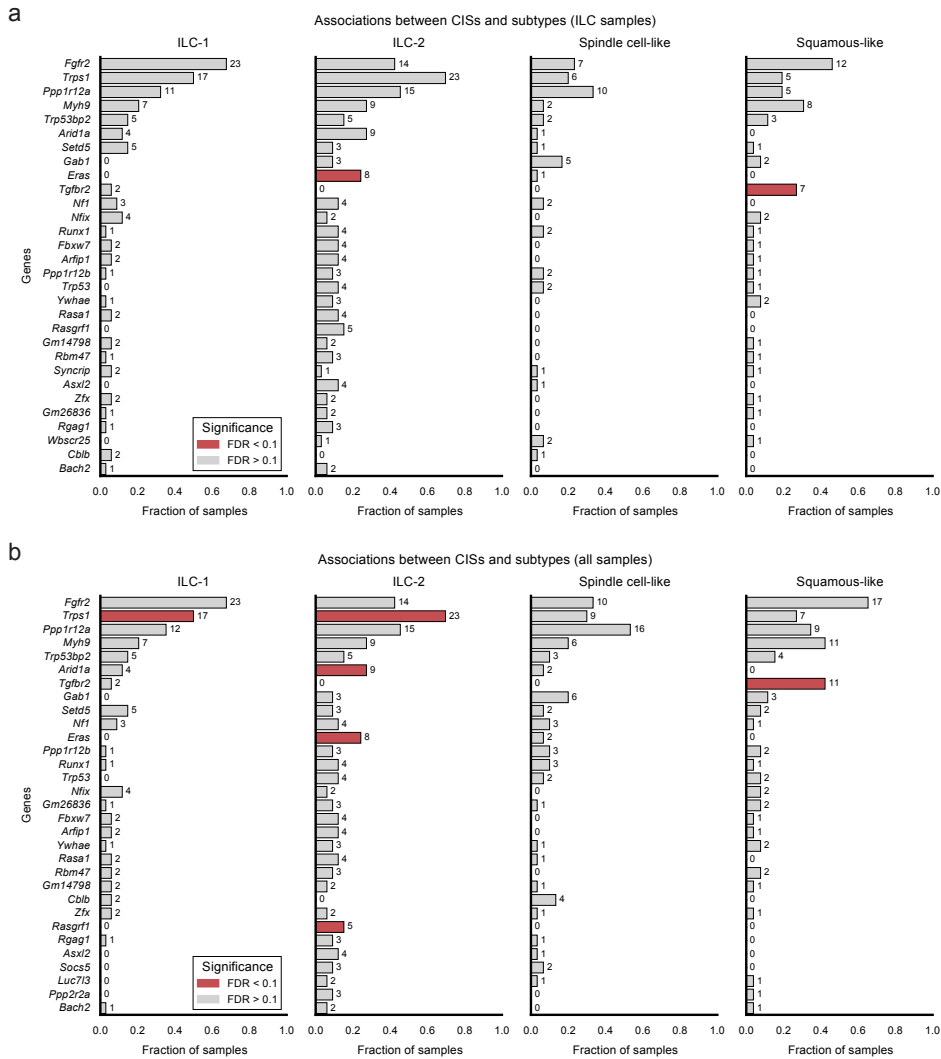 a
Associations between CISs and subtypes (ILC samples)
ILC-1 ILC-2 Spindle cell-like Squamous-like
Genes
Fgfr2 23 14 7 12
Trps1 17 23 6 5
Ppp1r12a 11 15 10 5
Myh9 7 9 2 8
Trp53bp2 5 5 2 3
Arid1a 4 9 1 0
Setd5 5 3 1 1
Gab1 0 3 5 2
Eras 0 8 1 0
Tgfbr2 2 0 0 7
Nf1 3 4 2 0
Nfix 4 2 0 2
Runx1 1 4 2 1
Fbxw7 2 4 0 1
Arfip1 2 4 0 1
Ppp1r12b 1 3 2 1
Trp53 0 4 2 1
Ywhae 1 3 0 2
Rasa1 2 4 0 0
Rasgrf1 0 5 0 0
Gm14798 2 2 0 1
Rbm47 1 3 0 1
Syncrip 2 1 1 1
Asxl2 0 4 1 0
Zfx 2 2 0 1
Gm26836 1 2 0 1
Rgag1 1 3 0 0
Wbscr25 0 1 2 1
Cblb 2 0 1 0
Bach2 1 2 0 0
Significance
FDR < 0.1
FDR > 0.1
0.0 0.2 0.4 0.6 0.8 1.0 0.0 0.2 0.4 0.6 0.8 1.0 0.0 0.2 0.4 0.6 0.8 1.0 0.0 0.2 0.4 0.6 0.8 1.0
Fraction of samples Fraction of samples Fraction of samples Fraction of samples
b
Associations between CISs and subtypes (all samples)
ILC-1 ILC-2 Spindle cell-like Squamous-like
Genes
Fgfr2 23 14 10 17
Trps1 17 23 9 7
Ppp1r12a 12 15 16 9
Myh9 7 9 6 11
Trp53bp2 5 5 3 4
Arid1a 4 9 2 0
Tgfbr2 2 0 0 11
Gab1 0 3 6 3
Setd5 5 3 2 2
Nf1 3 4 3 1
Eras 0 8 2 0
Ppp1r12b 1 3 3 2
Runx1 1 4 3 1
Trp53 0 4 2 2
Nfix 4 2 0 2
Gm26836 1 3 1 2
Fbxw7 2 4 0 1
Arfip1 2 4 0 1
Ywhae 1 3 1 2
Rasa1 2 4 1 0
Rbm47 2 3 0 2
Gm14798 2 2 1 1
Cblb 2 0 4 0
Zfx 2 2 1 1
Rasgrf1 0 5 0 0
Rgag1 1 3 1 0
Asxl2 0 4 1 0
Socs5 0 3 2 0
Luc7l3 0 2 1 1
Ppp2r2a 0 3 0 1
Bach2 1 2 0 1
Significance
FDR < 0.1
FDR > 0.1
0.0 0.2 0.4 0.6 0.8 1.0 0.0 0.2 0.4 0.6 0.8 1.0 0.0 0.2 0.4 0.6 0.8 1.0 0.0 0.2 0.4 0.6 0.8 1.0
Fraction of samples Fraction of samples Fraction of samples Fraction of samples